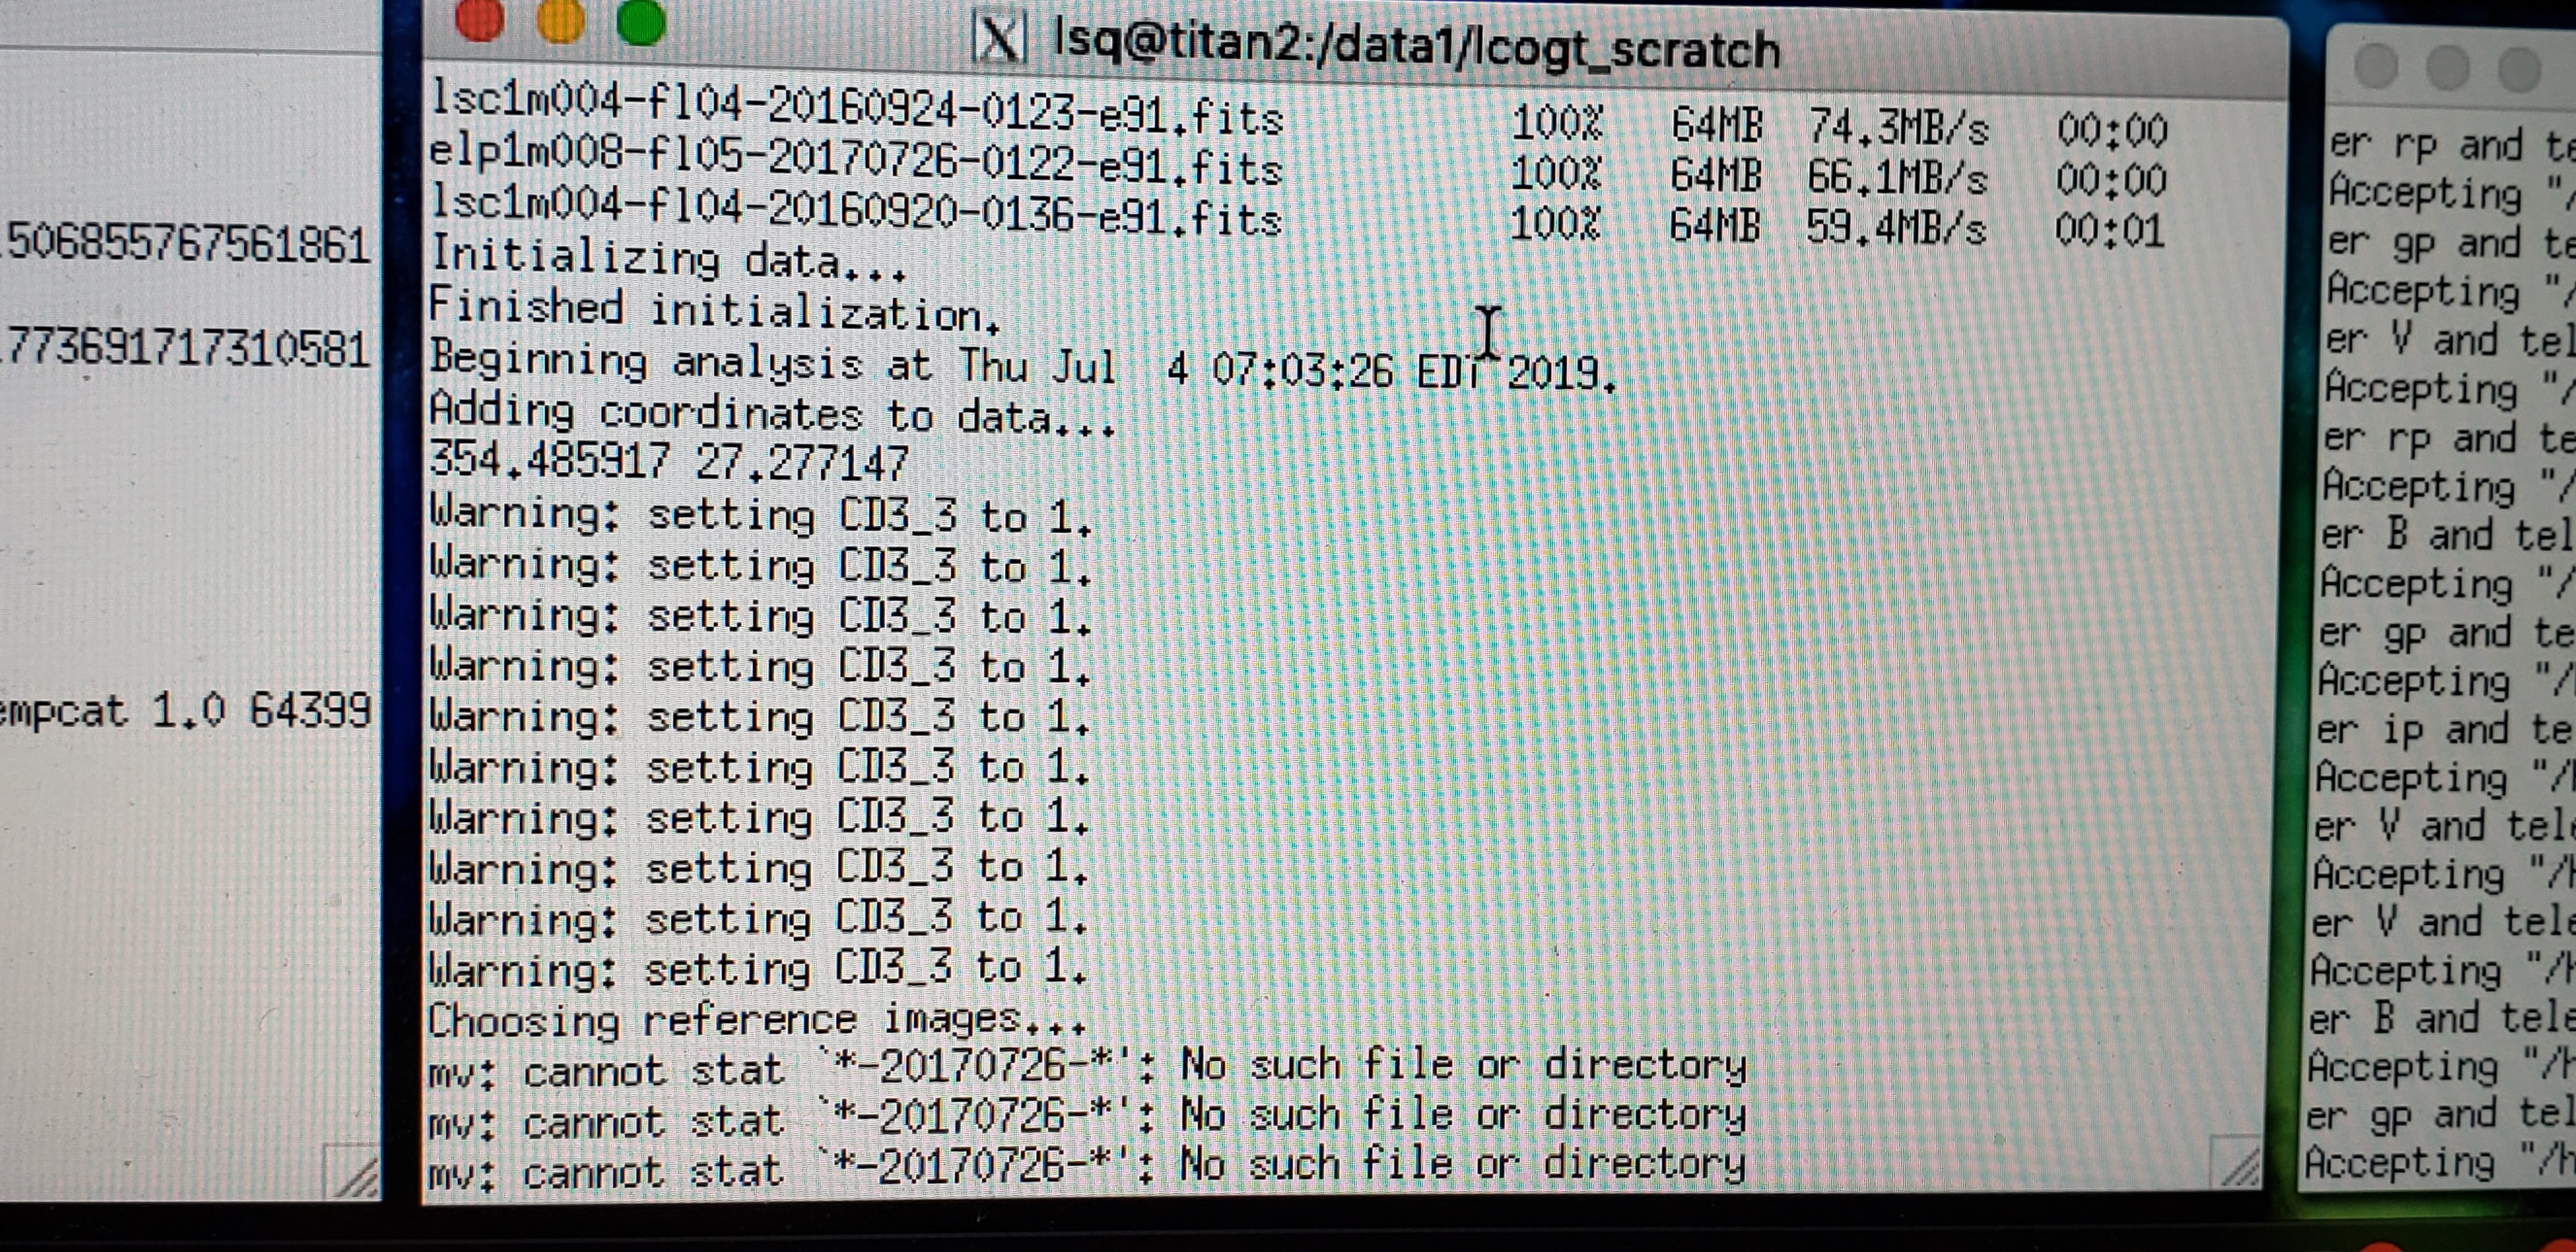 .506855767561861
.773691717310581
empcat 1.0 64399
lsq@titan2:/data1/lcogt_scratch
lsc1m004-fl04-20160924-0123-e91.fits 100% 64MB 74.3MB/s 00:00
elp1m008-fl05-20170726-0122-e91.fits 100% 64MB 66.1MB/s 00:00
lsc1m004-fl04-20160920-0136-e91.fits 100% 64MB 59.4MB/s 00:01
Initializing data...
Finished initialization.
Beginning analysis at Thu Jul  4 07:03:26 EDT 2019.
Adding coordinates to data...
354.485917 27.277147
Warning: setting CD3_3 to 1.
Warning: setting CD3_3 to 1.
Warning: setting CD3_3 to 1.
Warning: setting CD3_3 to 1.
Warning: setting CD3_3 to 1.
Warning: setting CD3_3 to 1.
Warning: setting CD3_3 to 1.
Warning: setting CD3_3 to 1.
Warning: setting CD3_3 to 1.
Warning: setting CD3_3 to 1.
Choosing reference images...
mv: cannot stat `*-20170726-*': No such file or directory
mv: cannot stat `*-20170726-*': No such file or directory
mv: cannot stat `*-20170726-*': No such file or directory
er rp and te
Accepting "/
er gp and te
Accepting "/
er V and tel
Accepting "/
er rp and te
Accepting "/
er B and tel
Accepting "/
er gp and te
Accepting "/h
er ip and te
Accepting "/h
er V and tele
Accepting "/h
er V and tele
Accepting "/h
er B and tele
Accepting "/h
er gp and tel
Accepting "/h